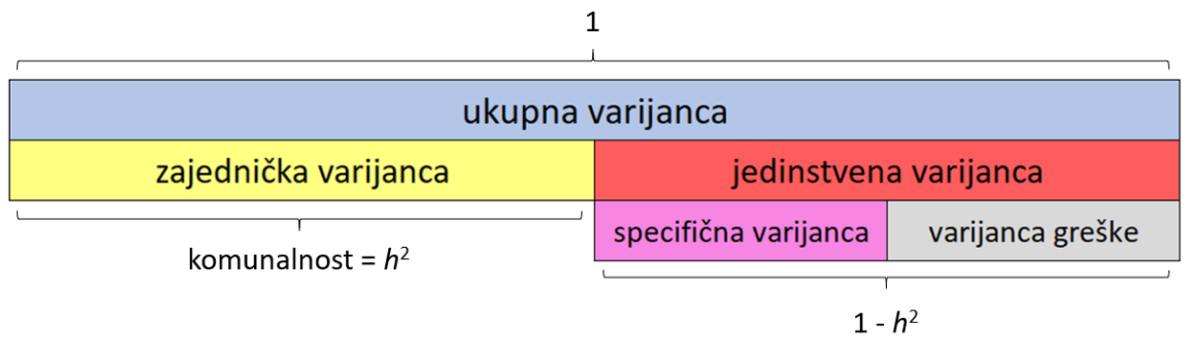 1
ukupna varijanca
zajednička varijanca
jedinstvena varijanca
specifična varijanca
varijanca greške
komunalnost = h²
1 - h²